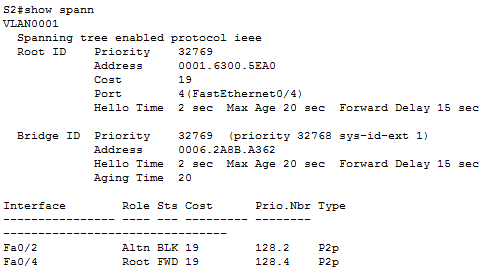 S2#show spann
VLAN0001
  Spanning tree enabled protocol ieee
  Root ID    Priority    32769
             Address     0001.6300.5EA0
             Cost        19
             Port        4(FastEthernet0/4)
             Hello Time  2 sec  Max Age 20 sec  Forward Delay 15 sec

  Bridge ID  Priority    32769  (priority 32768 sys-id-ext 1)
             Address     0006.2A8B.A362
             Hello Time  2 sec  Max Age 20 sec  Forward Delay 15 sec
             Aging Time  20

Interface        Role Sts Cost      Prio.Nbr Type
---------------- ---- --- --------- -------- --------------------------------
Fa0/2            Altn BLK 19        128.2    P2p
Fa0/4            Root FWD 19        128.4    P2p